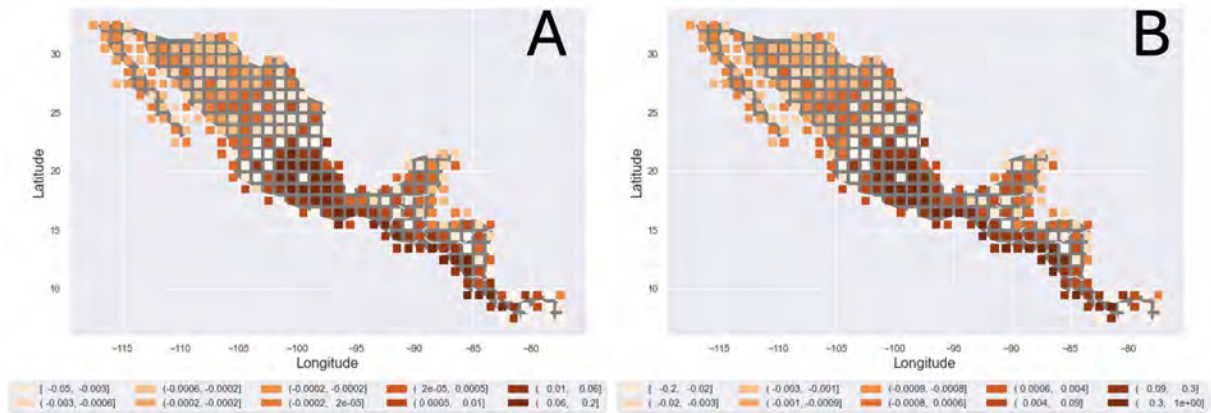 A
30
25
20
15
10
Latitude
−115 −110 −105 −100 −95 −90 −85 −80
Longitude
[ -0.05, -0.003] (-0.0006, -0.0002] (-0.0002, -0.0002] ( 2e-05, 0.0005] ( 0.01, 0.06]
(-0.003, -0.0006] (-0.0002, -0.0002] (-0.0002, 2e-05] ( 0.0005, 0.01] ( 0.06, 0.2]
B
30
25
20
15
10
Latitude
−115 −110 −105 −100 −95 −90 −85 −80
Longitude
[ -0.2, -0.02] (-0.003, -0.001] (-0.0009, -0.0008] ( 0.0006, 0.004] ( 0.09, 0.3]
( -0.02, -0.003] (-0.001, -0.0009] (-0.0008, 0.0006] ( 0.004, 0.09] ( 0.3, 1e+00]